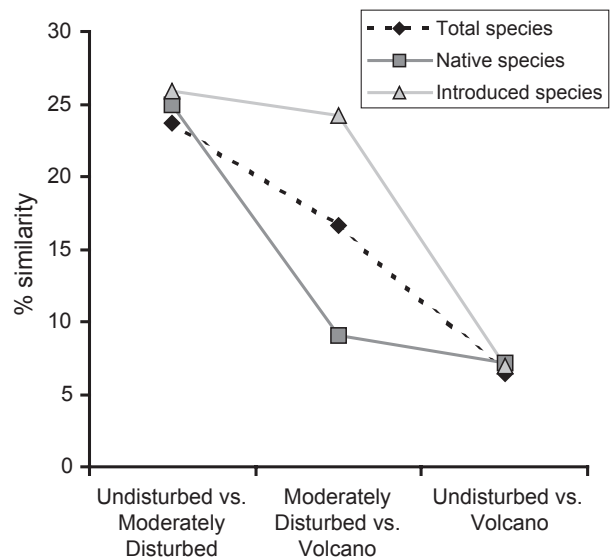 30
25
20
15
10
5
0
% similarity
Total species
Native species
Introduced species
Undisturbed vs.
Moderately
Disturbed
Moderately
Disturbed vs.
Volcano
Undisturbed vs.
Volcano